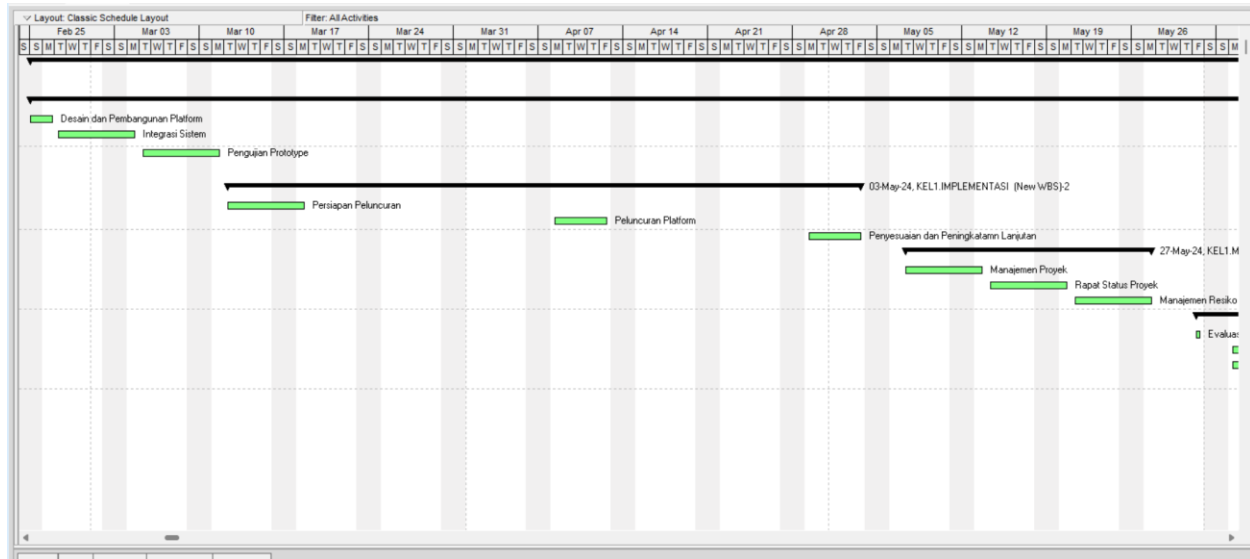 Layout: Classic Schedule Layout Filter: All Activities
Feb 25 Mar 03 Mar 10 Mar 17 Mar 24 Mar 31 Apr 07 Apr 14 Apr 21 Apr 28 May 05 May 12 May 19 May 26
S S M T W T F S S M T W T F S S M T W T F S S M T W T F S S M T W T F S S M T W T F S S M T W T F S S M T W T F S S M T W T F S S M T W T F S S M T W T F S S M T W T F S S M T W T F S S M T W T F S S M
Desain dan Pembangunan Platform
Integrasi Sistem
Pengujian Prototype
03-May-24, KEL1.IMPLEMENTASI (New WBS)-2
Persiapan Peluncuran
Peluncuran Platform
Penyesuaian dan Peningkatamn Lanjutan
27-May-24, KEL1.M
Manajemen Proyek
Rapat Status Proyek
Manajemen Resiko
Evaluas